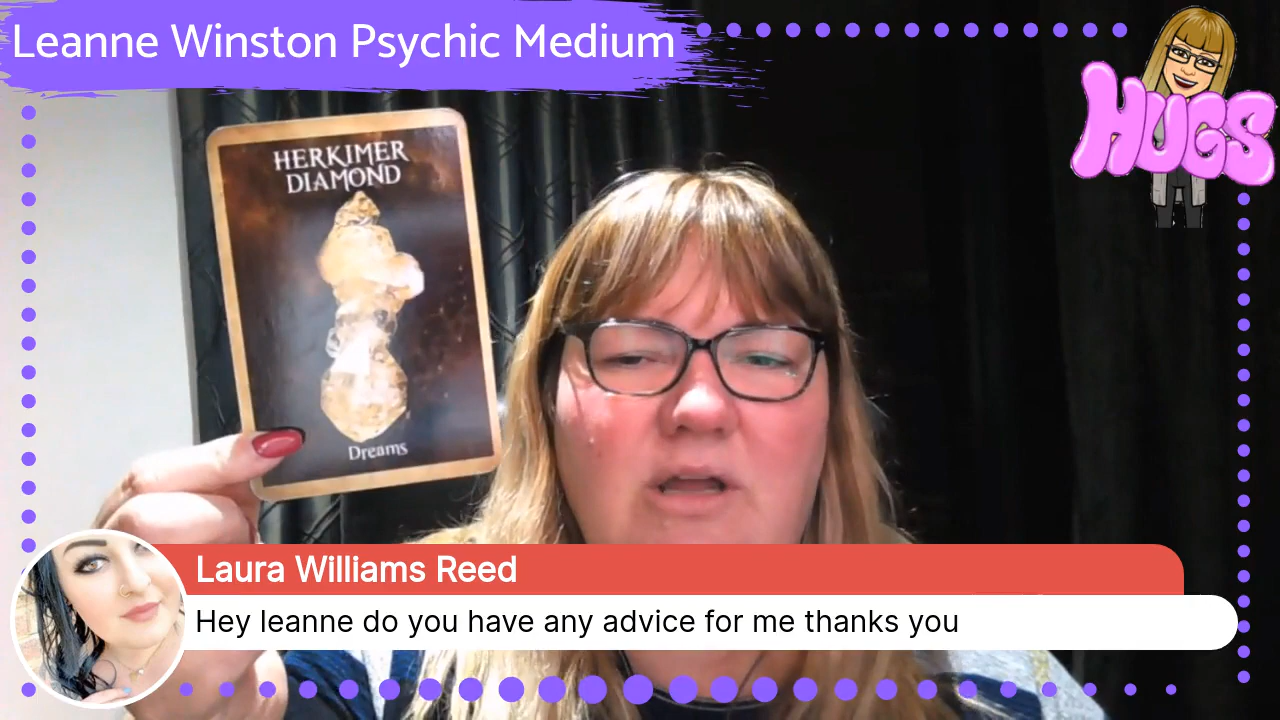 Leanne Winston Psychic Medium
HUGS
HERKIMER
DIAMOND
Dreams
Laura Williams Reed
Hey leanne do you have any advice for me thanks you